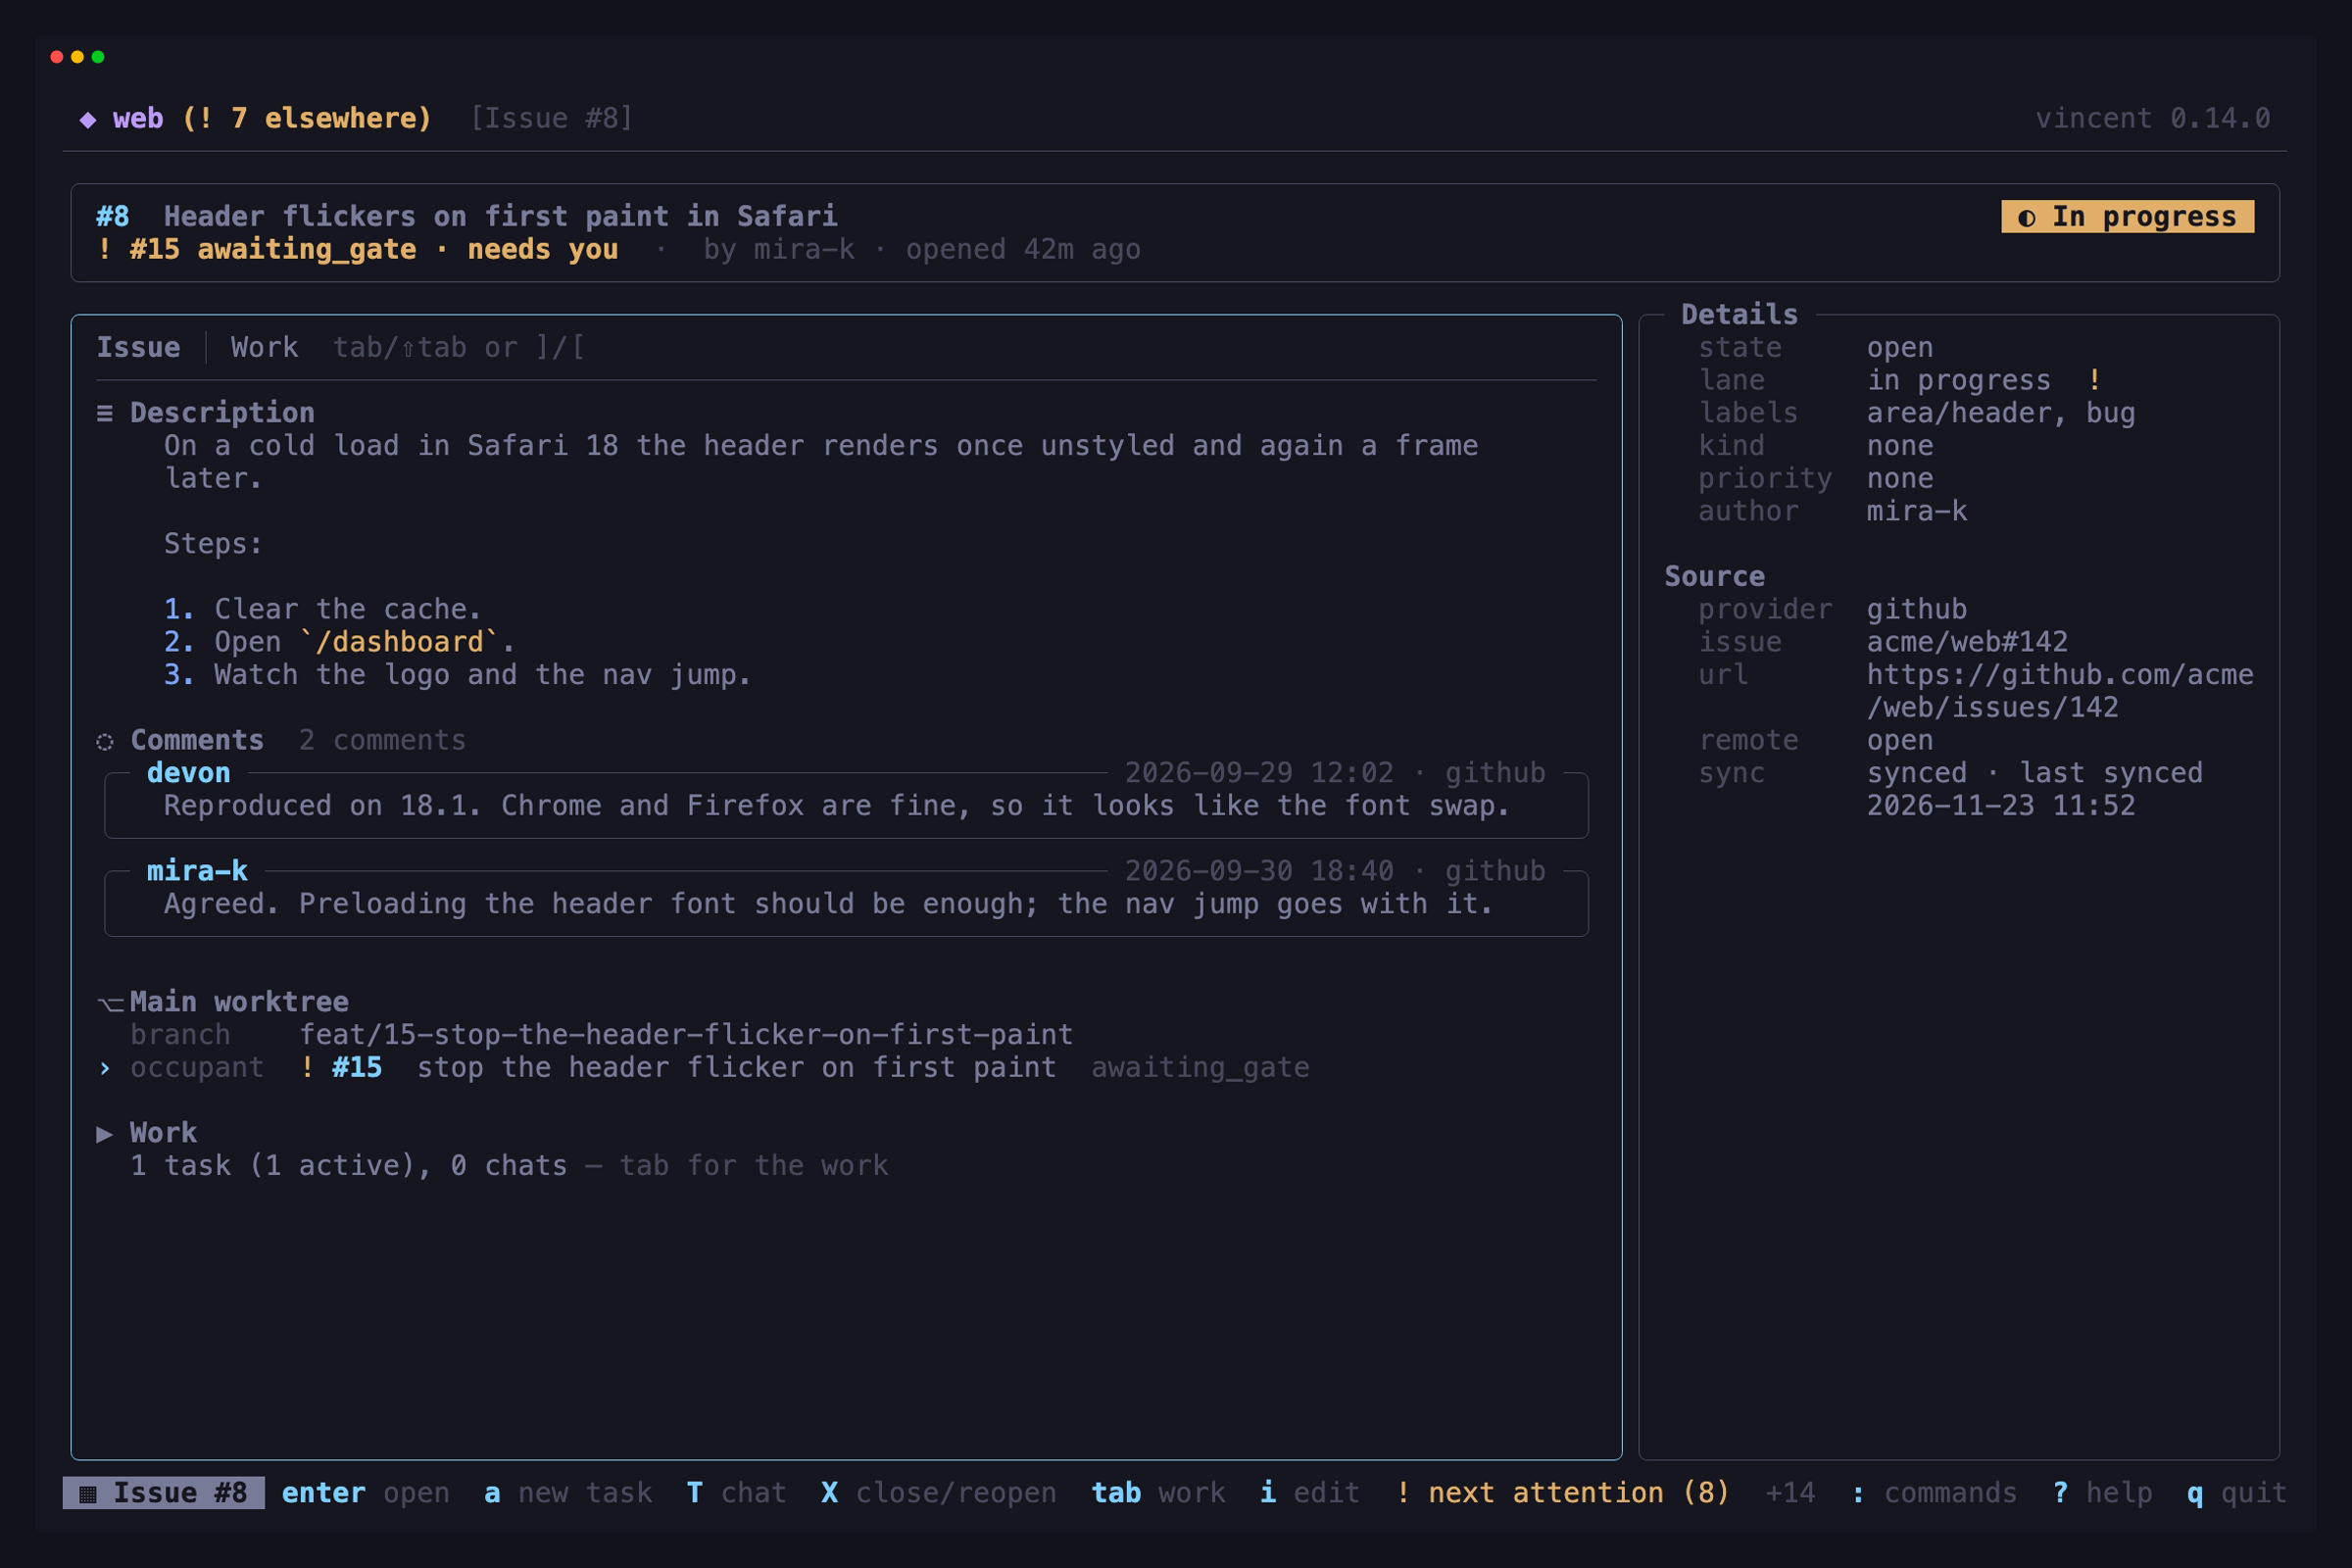 ◆ web (! 7 elsewhere) [Issue #8] vincent 0.14.0
#8 Header flickers on first paint in Safari ◐ In progress
! #15 awaiting_gate · needs you · by mira-k · opened 42m ago
Issue │ Work tab/⇧tab or ]/[
≡ Description
On a cold load in Safari 18 the header renders once unstyled and again a frame
later.
Steps:
1. Clear the cache.
2. Open `/dashboard`.
3. Watch the logo and the nav jump.
◌ Comments 2 comments
devon 2026-09-29 12:02 · github
Reproduced on 18.1. Chrome and Firefox are fine, so it looks like the font swap.
mira-k 2026-09-30 18:40 · github
Agreed. Preloading the header font should be enough; the nav jump goes with it.
⌥ Main worktree
branch feat/15-stop-the-header-flicker-on-first-paint
› occupant ! #15 stop the header flicker on first paint awaiting_gate
▶ Work
1 task (1 active), 0 chats — tab for the work
Details
state open
lane in progress !
labels area/header, bug
kind none
priority none
author mira-k
Source
provider github
issue acme/web#142
url https://github.com/acme
/web/issues/142
remote open
sync synced · last synced
2026-11-23 11:52
▦ Issue #8 enter open a new task T chat X close/reopen tab work i edit ! next attention (8) +14 : commands ? help q quit